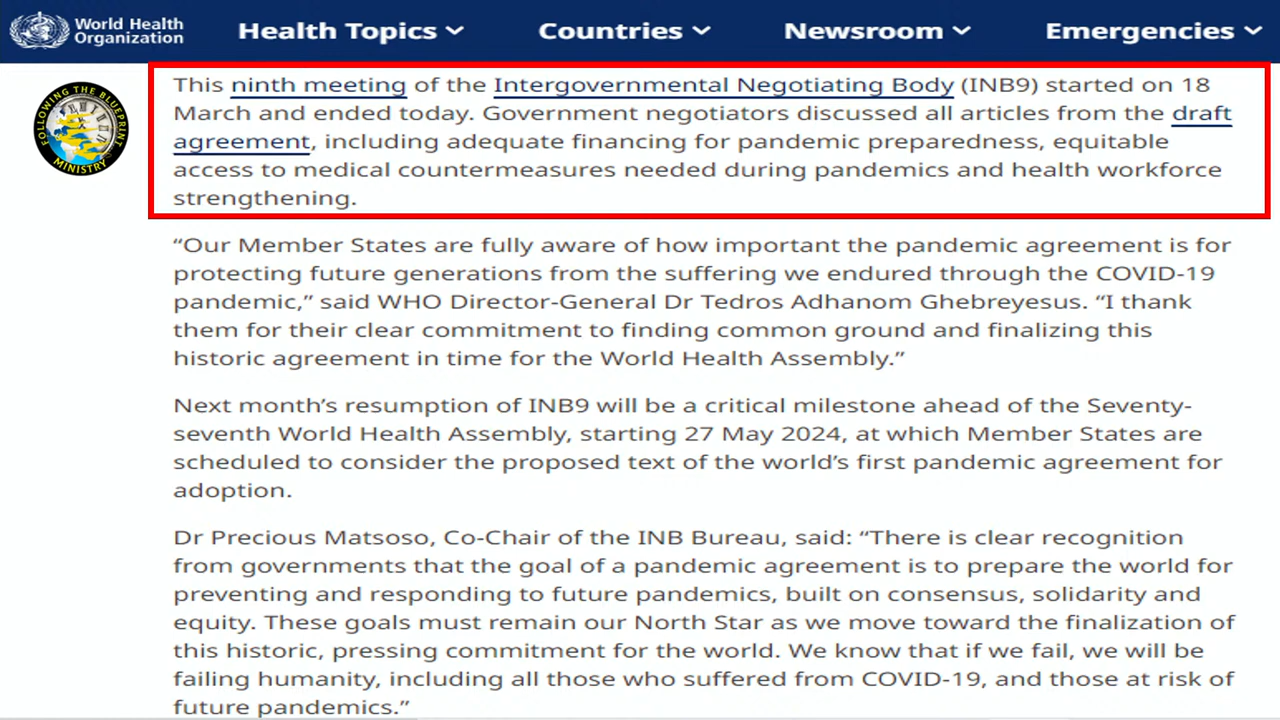 World Health
Organization
Health Topics
Countries
Newsroom
Emergencies
FOLLOWING THE BLUEPRINT
MINISTRY
This ninth meeting of the Intergovernmental Negotiating Body (INB9) started on 18
March and ended today. Government negotiators discussed all articles from the draft
agreement, including adequate financing for pandemic preparedness, equitable
access to medical countermeasures needed during pandemics and health workforce
strengthening.
“Our Member States are fully aware of how important the pandemic agreement is for
protecting future generations from the suffering we endured through the COVID-19
pandemic,” said WHO Director-General Dr Tedros Adhanom Ghebreyesus. “I thank
them for their clear commitment to finding common ground and finalizing this
historic agreement in time for the World Health Assembly.”
Next month’s resumption of INB9 will be a critical milestone ahead of the Seventy-
seventh World Health Assembly, starting 27 May 2024, at which Member States are
scheduled to consider the proposed text of the world’s first pandemic agreement for
adoption.
Dr Precious Matsoso, Co-Chair of the INB Bureau, said: “There is clear recognition
from governments that the goal of a pandemic agreement is to prepare the world for
preventing and responding to future pandemics, built on consensus, solidarity and
equity. These goals must remain our North Star as we move toward the finalization of
this historic, pressing commitment for the world. We know that if we fail, we will be
failing humanity, including all those who suffered from COVID-19, and those at risk of
future pandemics.”